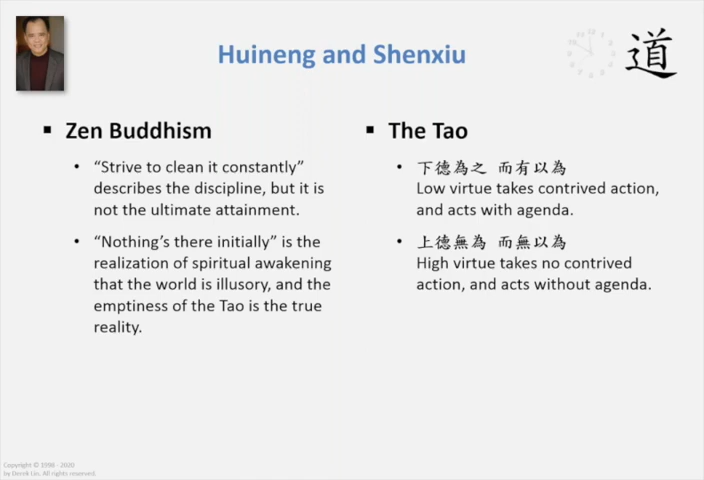 Huineng and Shenxiu
道
Zen Buddhism
“Strive to clean it constantly”
describes the discipline, but it is
not the ultimate attainment.
“Nothing’s there initially” is the
realization of spiritual awakening
that the world is illusory, and the
emptiness of the Tao is the true
reality.
The Tao
下德為之 而有以為
Low virtue takes contrived action,
and acts with agenda.
上德無為 而無以為
High virtue takes no contrived
action, and acts without agenda.
Copyright © 1998 - 2020
by Derek Lin. All rights reserved.